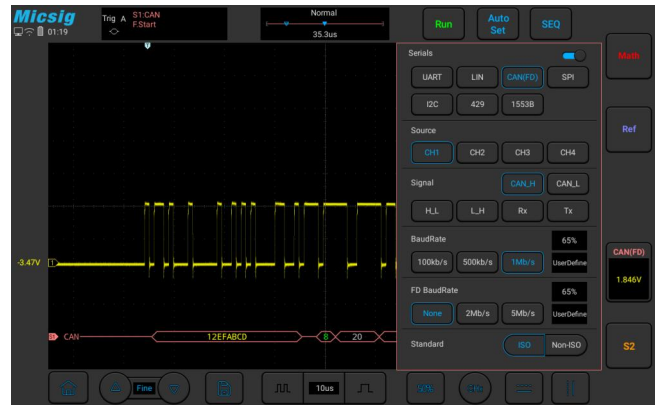 Micsig
01:19
Trig A S1:CAN
F.Start
Normal
35.3us
Run
Auto
Set
SEQ
Serials
UART LIN CAN(FD) SPI
I2C 429 1553B
Source
CH1 CH2 CH3 CH4
Signal CAN_H CAN_L
H_L L_H Rx Tx
BaudRate 65%
100kb/s 500kb/s 1Mb/s UserDefine
FD BaudRate 65%
None 2Mb/s 5Mb/s UserDefine
Standard ISO Non-ISO
Math
Ref
CAN(FD)
1.846V
S2
-3.47V 1
S1 CAN 12EFABCD 8 20
Fine
10us
50%